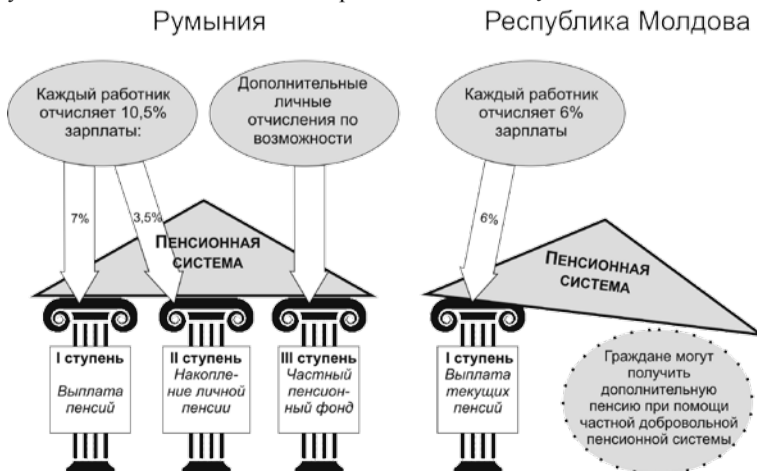 Румыния
Республика Молдова
Каждый работник
отчисляет 10,5%
зарплаты:
Дополнительные
личные
отчисления по
возможности
Каждый работник
отчисляет 6%
зарплаты
7%
3,5%
6%
ПЕНСИОННАЯ
СИСТЕМА
ПЕНСИОННАЯ
СИСТЕМА
I ступень
Выплата
пенсий
II ступень
Накопле-
ние личной
пенсии
III ступень
Частный
пенсион-
ный фонд
I ступень
Выплата
текущих
пенсий
Граждане могут
получить
дополнительную
пенсию при помощи
частной добровольной
пенсионной системы